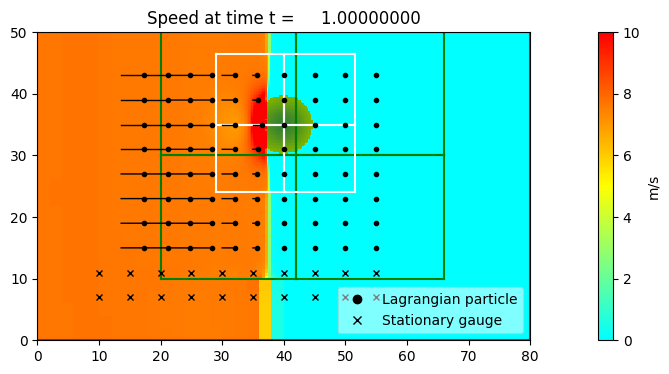 Speed at time t = 1.00000000
50
40
30
20
10
0
0 10 20 30 40 50 60 70 80
Lagrangian particle
Stationary gauge
10
8
6
4
2
0
m/s